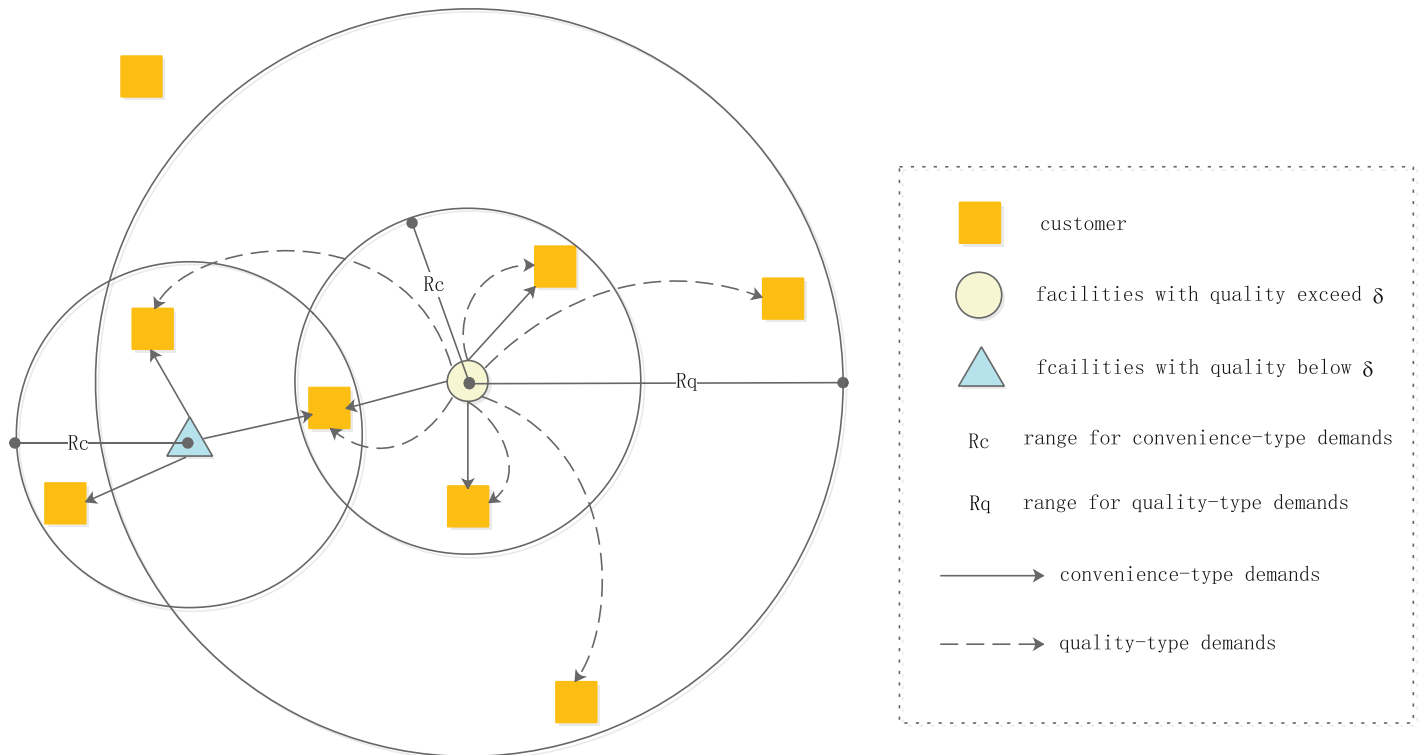 Rc
Rq
Rc
customer
facilities with quality exceed δ
fcailities with quality below δ
Rc range for convenience-type demands
Rq range for quality-type demands
convenience-type demands
quality-type demands